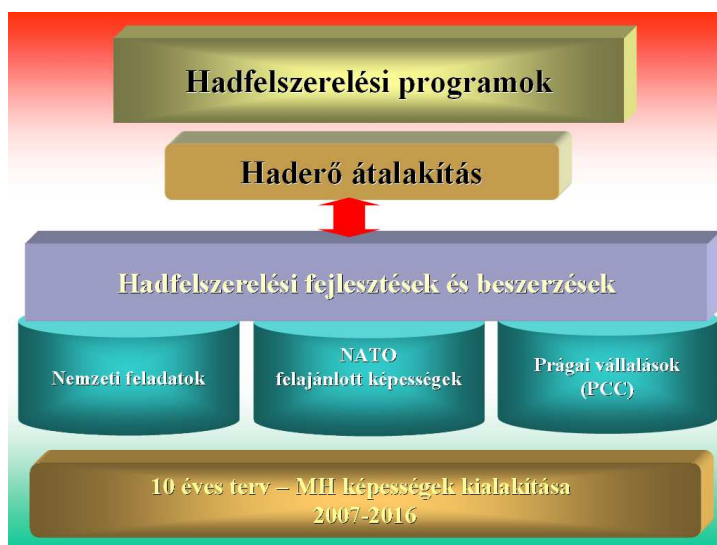 Hadfelszerelési programok
Haderő átalakítás
Hadfelszerelési fejlesztések és beszerzések
Nemzeti feladatok
NATO
felajánlott képességek
Prágai vállalások
(PCC)
10 éves terv – MH képességek kialakítása
2007-2016